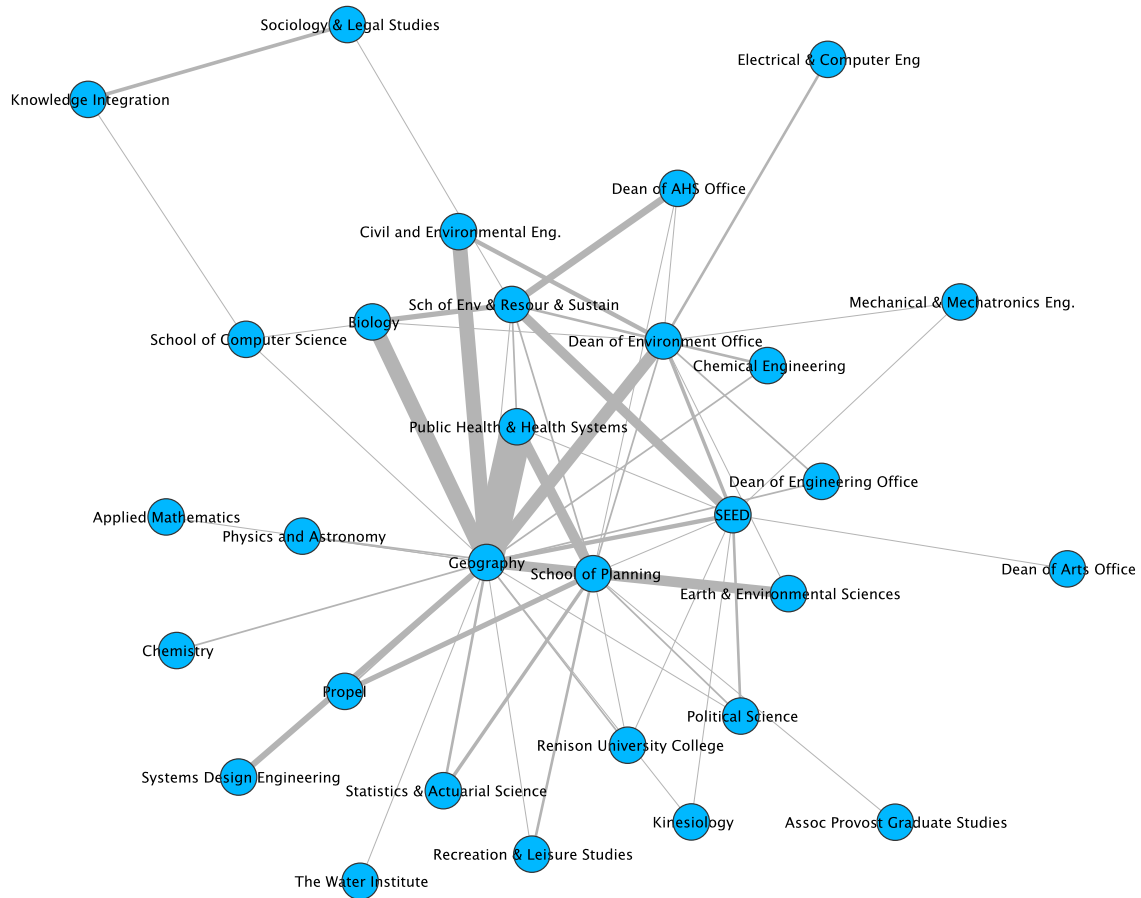 Sociology & Legal Studies
Electrical & Computer Eng
Knowledge Integration
Dean of AHS Office
Civil and Environmental Eng.
Mechanical & Mechatronics Eng.
Sch of Env & Resour & Sustain
Biology
School of Computer Science
Dean of Environment Office
Chemical Engineering
Public Health & Health Systems
Dean of Engineering Office
SEED
Applied Mathematics
Physics and Astronomy
Geography
School of Planning
Dean of Arts Office
Earth & Environmental Sciences
Chemistry
Propel
Political Science
Renison University College
Systems Design Engineering
Statistics & Actuarial Science
Kinesiology
Assoc Provost Graduate Studies
Recreation & Leisure Studies
The Water Institute